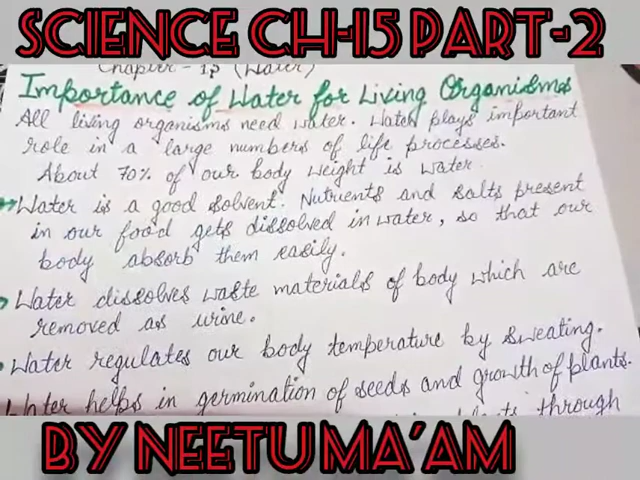 SCIENCE CH-15 PART-2
Chapter - 15 (Water)
Importance of Water for Living Organisms
All living organisms need water. Water plays important
role in a large numbers of life processes.
About 70% of our body weight is water.
Water is a good solvent. Nutrients and salts present
in our food gets dissolved in water, so that our
body absorb them easily.
Water dissolves waste materials of body which are
removed as urine.
Water regulates our body temperature by sweating.
Water helps in germination of seeds and growth of plants.
through
BY NEETU MA'AM